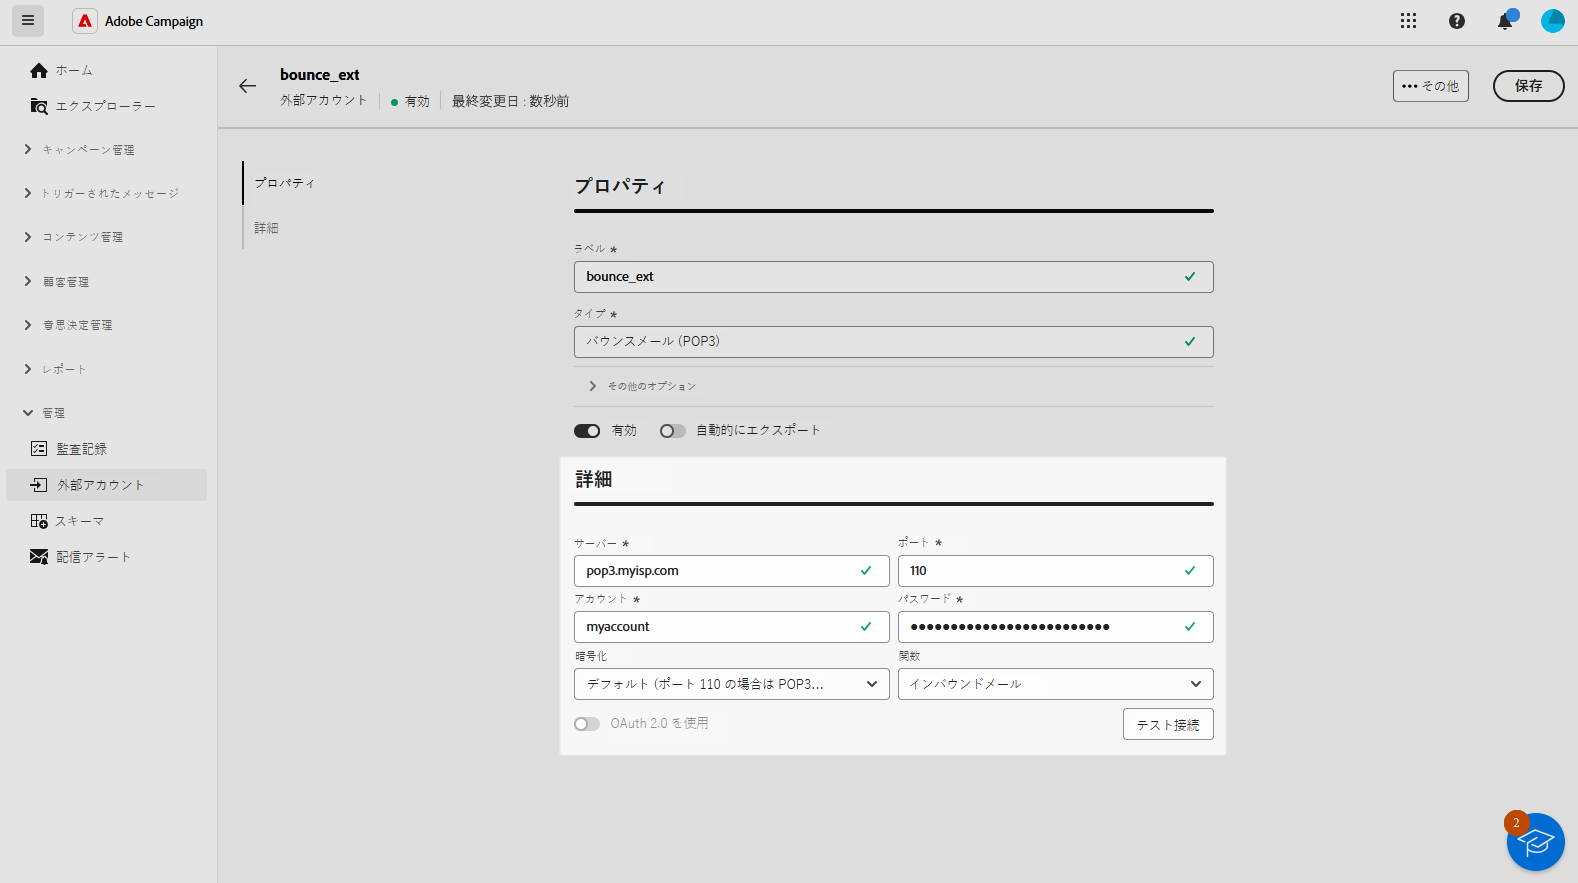 Adobe Campaign
ホーム
エクスプローラー
キャンペーン管理
トリガーされたメッセージ
コンテンツ管理
顧客管理
意思決定管理
レポート
管理
監査記録
外部アカウント
スキーマ
配信アラート
bounce_ext
外部アカウント 有効 最終変更日 : 数秒前
••• その他
保存
プロパティ
詳細
プロパティ
ラベル *
bounce_ext
タイプ *
バウンスメール (POP3)
その他のオプション
有効 自動的にエクスポート
詳細
サーバー * ポート *
pop3.myisp.com 110
アカウント * パスワード *
myaccount •••••••••••••••••••••••••
暗号化 関数
デフォルト (ポート 110 の場合は POP3... インバウンドメール
OAuth 2.0 を使用 テスト接続
2